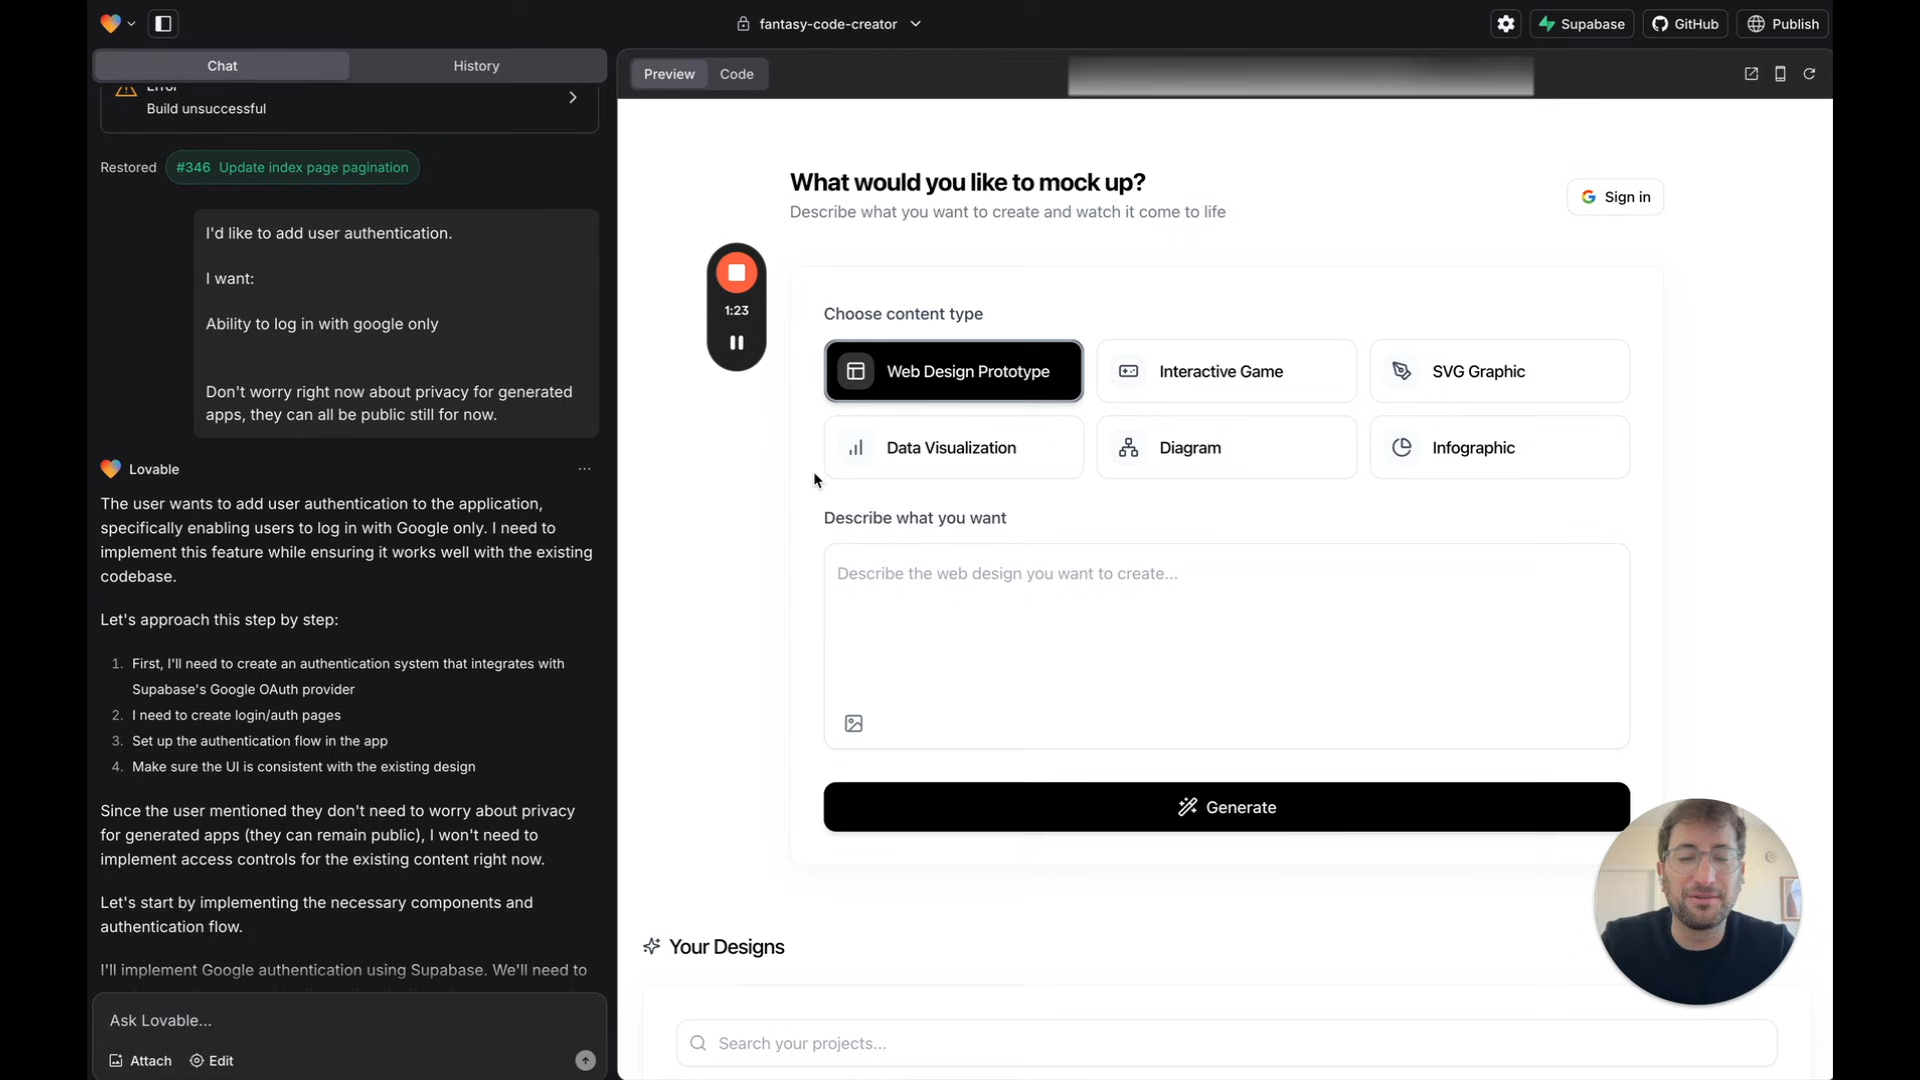 fantasy-code-creator
Supabase
GitHub
Publish
Chat
History
Error
Build unsuccessful
Restored
#346 Update index page pagination
I'd like to add user authentication.
I want:
Ability to log in with google only
Don't worry right now about privacy for generated
apps, they can all be public still for now.
Lovable
The user wants to add user authentication to the application,
specifically enabling users to log in with Google only. I need to
implement this feature while ensuring it works well with the existing
codebase.
Let's approach this step by step:
1. First, I'll need to create an authentication system that integrates with
Supabase's Google OAuth provider
2. I need to create login/auth pages
3. Set up the authentication flow in the app
4. Make sure the UI is consistent with the existing design
Since the user mentioned they don't need to worry about privacy
for generated apps (they can remain public), I won't need to
implement access controls for the existing content right now.
Let's start by implementing the necessary components and
authentication flow.
I'll implement Google authentication using Supabase. We'll need to
Ask Lovable...
Attach
Edit
Preview
Code
What would you like to mock up?
Describe what you want to create and watch it come to life
Sign in
1:23
Choose content type
Web Design Prototype
Interactive Game
SVG Graphic
Data Visualization
Diagram
Infographic
Describe what you want
Describe the web design you want to create...
Generate
Your Designs
Search your projects...